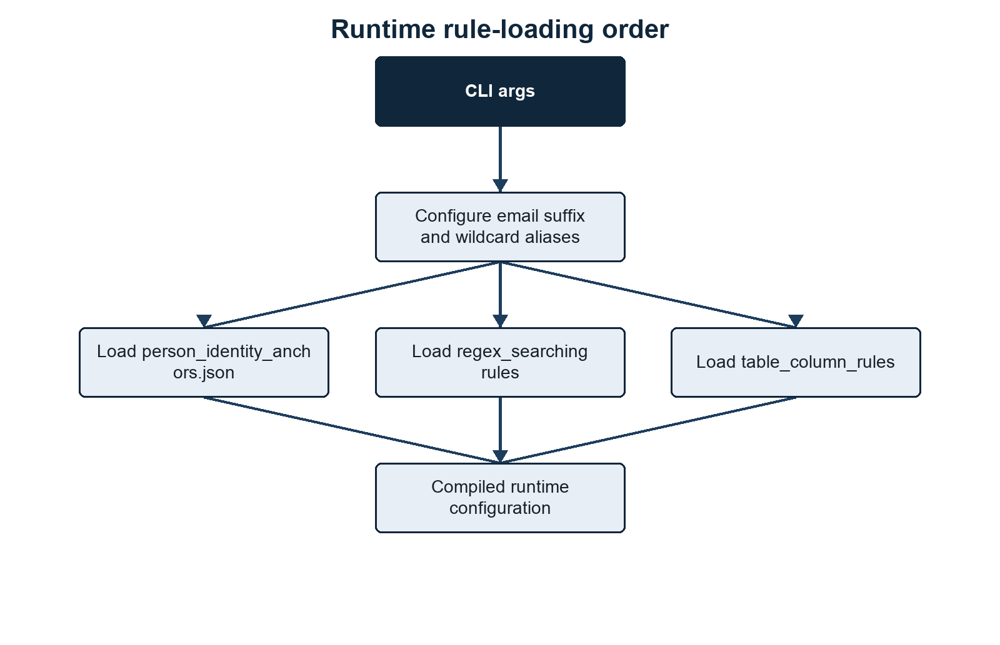 Runtime rule-loading order
CLI args
Configure email suffix
and wildcard aliases
Load person_identity_anch
ors.json
Load regex_searching
rules
Load table_column_rules
Compiled runtime
configuration